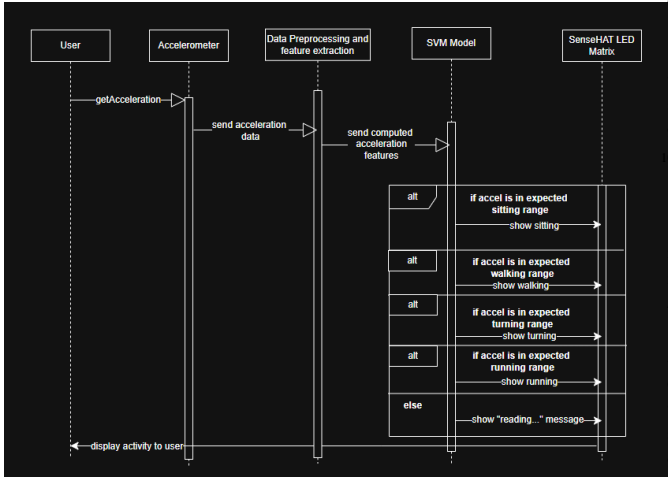 User
Accelerometer
Data Preprocessing and
feature extraction
SVM Model
SenseHAT LED
Matrix
getAcceleration
send acceleration
data
send computed
acceleration
features
alt
if accel is in expected
sitting range
show sitting
alt
if accel is in expected
walking range
show walking
alt
if accel is in expected
turning range
show turning
alt
if accel is in expected
running range
show running
else
show "reading..." message
display activity to user